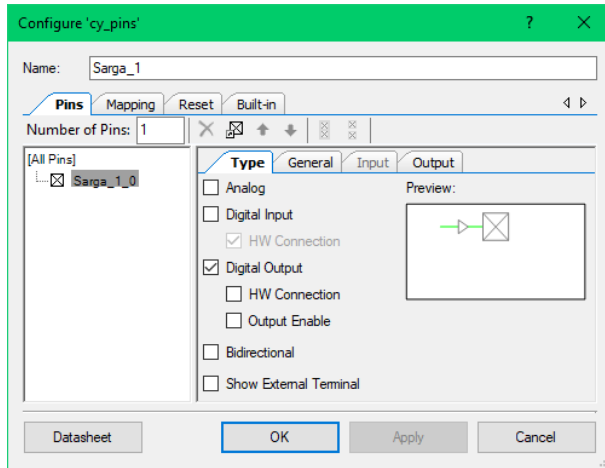 Configure 'cy_pins'
Name: Sarga_1
Pins Mapping Reset Built-in
Number of Pins: 1
[All Pins]
Sarga_1_0
Type General Input Output
Analog
Preview:
Digital Input
HW Connection
Digital Output
HW Connection
Output Enable
Bidirectional
Show External Terminal
Datasheet OK Apply Cancel